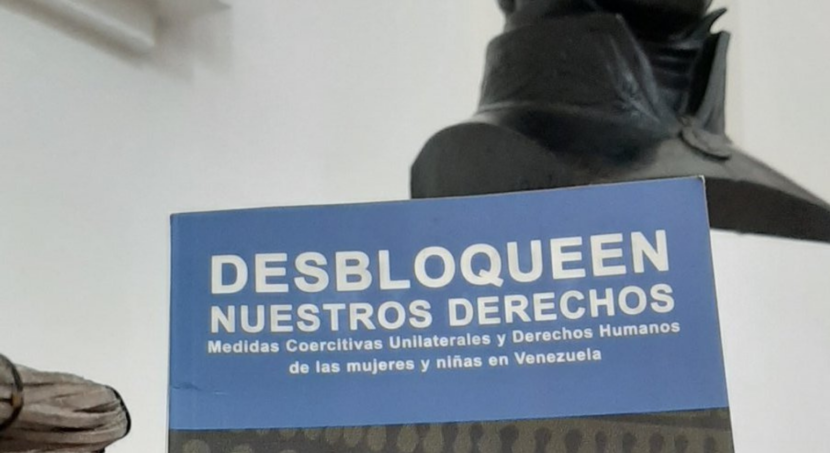 DESBLOQUEEN
NUESTROS DERECHOS
Medidas Coercitivas Unilaterales y Derechos Humanos
de las mujeres y niñas en Venezuela